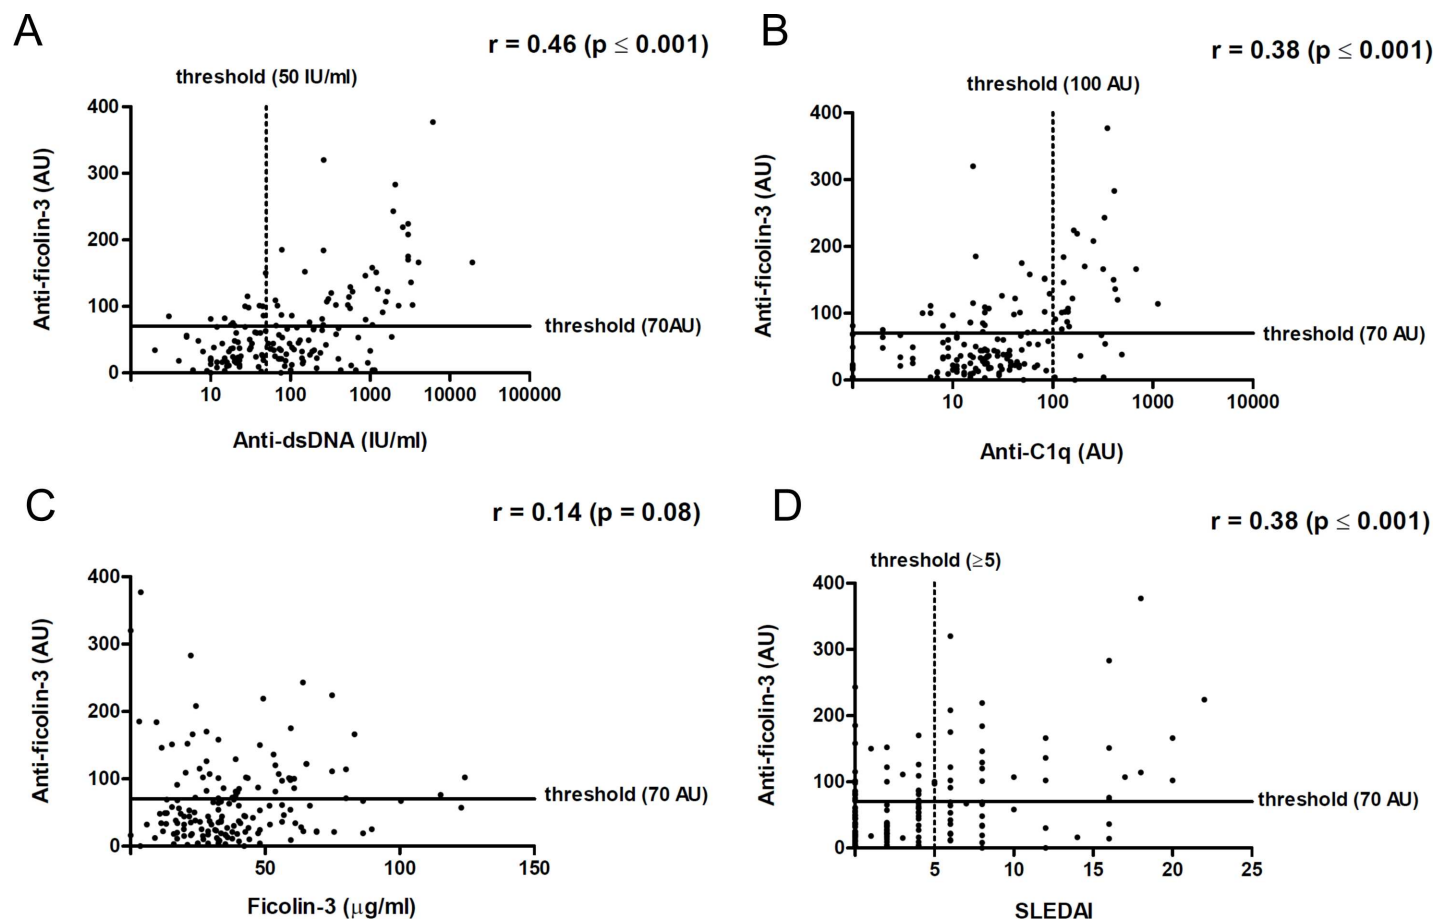 A
r = 0.46 (p ≤ 0.001)
threshold (50 IU/ml)
400
300
200
100
0
Anti-ficolin-3 (AU)
threshold (70AU)
10
100
1000
10000
100000
Anti-dsDNA (IU/ml)
B
r = 0.38 (p ≤ 0.001)
threshold (100 AU)
400
300
200
100
0
Anti-ficolin-3 (AU)
threshold (70 AU)
10
100
1000
10000
Anti-C1q (AU)
C
r = 0.14 (p = 0.08)
400
300
200
100
0
Anti-ficolin-3 (AU)
threshold (70 AU)
50
100
150
Ficolin-3 (μg/ml)
D
r = 0.38 (p ≤ 0.001)
threshold (≥5)
400
300
200
100
0
Anti-ficolin-3 (AU)
threshold (70 AU)
5
10
15
20
25
SLEDAI